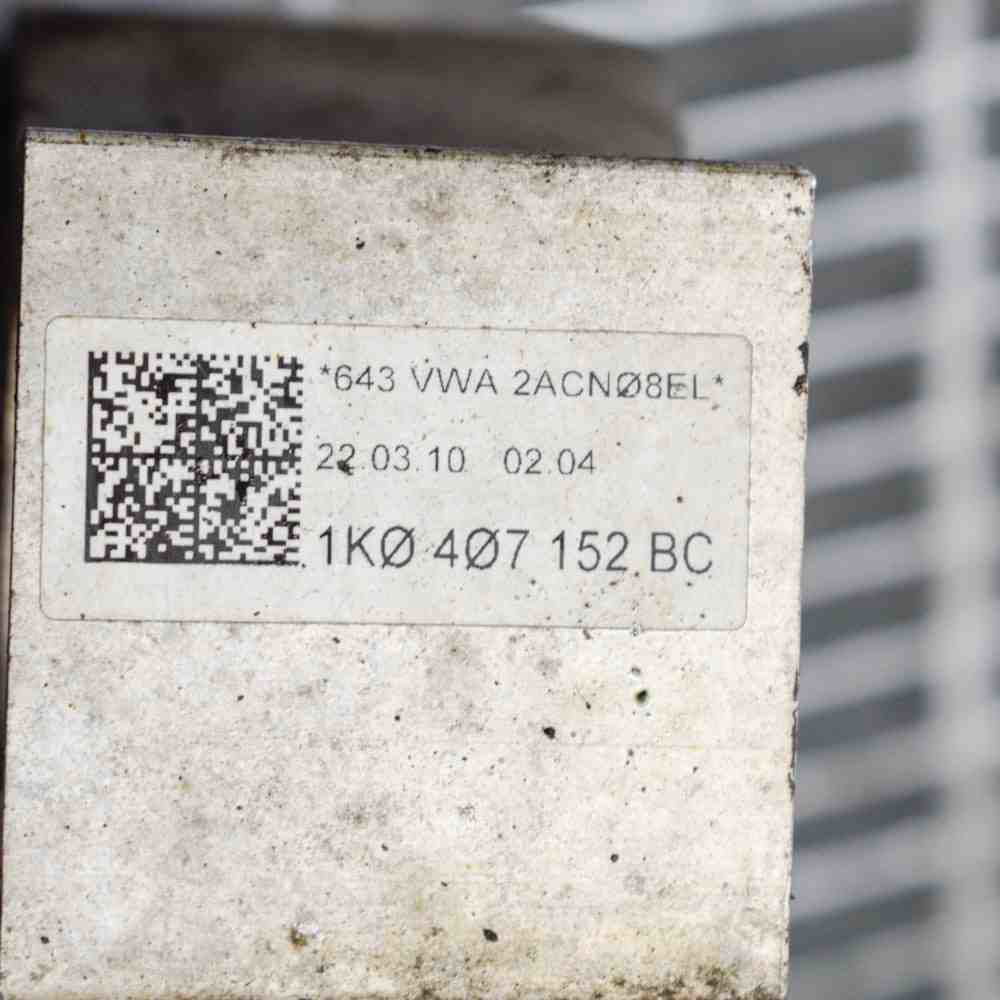 *643 VWA 2ACNØ8EL*
22.03.10 02.04
1KØ 4Ø7 152 BC